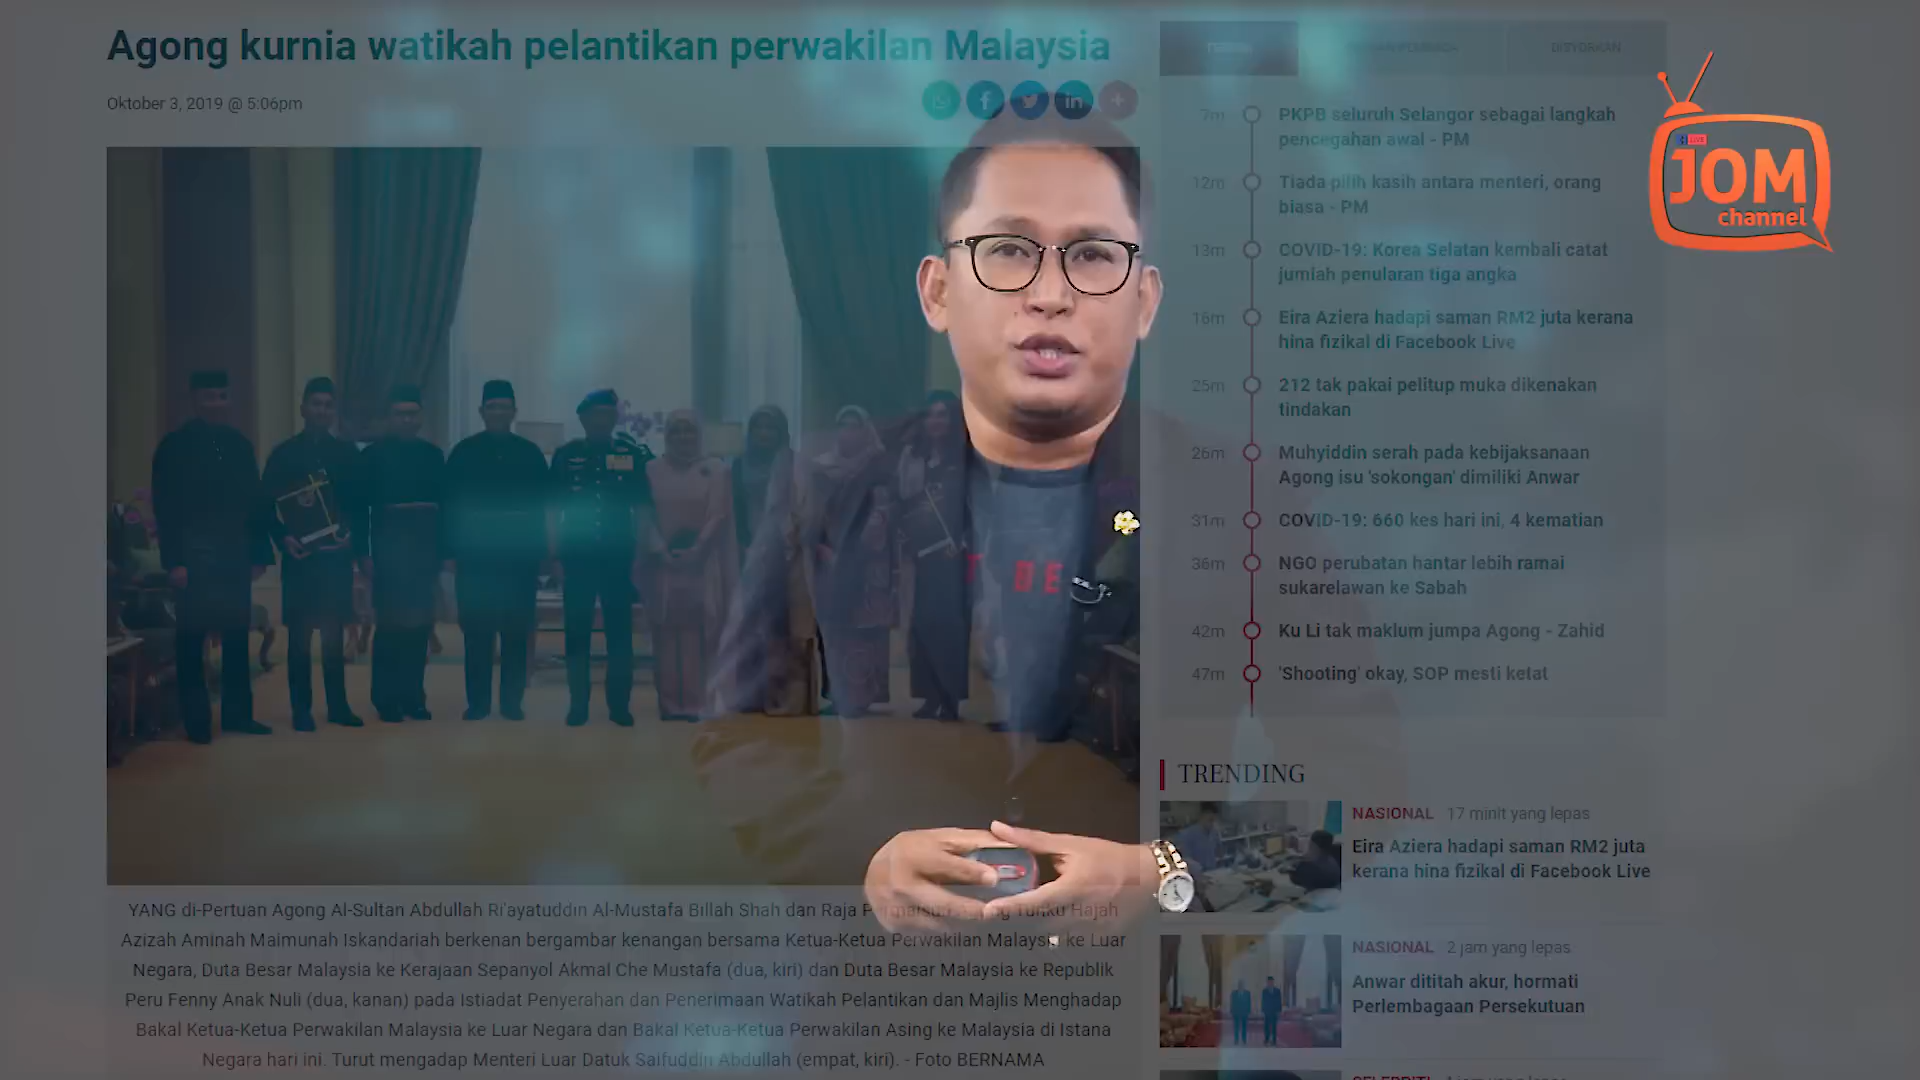 Agong kurnia watikah pelantikan perwakilan Malaysia
Oktober 3, 2019 @ 5:06pm
YANG di-Pertuan Agong Al-Sultan Abdullah Ri'ayatuddin Al-Mustafa Billah Shah dan Raja Tunku Hajah
Azizah Aminah Maimunah Iskandariah berkenan bergambar kenangan bersama Ketua-Ketua Perwakilan Malaysia ke Luar
Negara, Duta Besar Malaysia ke Kerajaan Sepanyol Akmal Che Mustafa (dua, kiri) dan Duta Besar Malaysia ke Republik
Peru Fenny Anak Nuli (dua, kanan) pada Istiadat Penyerahan dan Penerimaan Watikah Pelantikan dan Majlis Menghadap
Bakal Ketua-Ketua Perwakilan Malaysia ke Luar Negara dan Bakal Ketua-Ketua Perwakilan Asing ke Malaysia di Istana
Negara hari ini. Turut mengadap Menteri Luar Datuk Saifuddin Abdullah (empat, kiri). - Foto BERNAMA
DE
DISYORKAN
7m PKPB seluruh Selangor sebagai langkah
pencegahan awal - PM
12m Tiada pilih kasih antara menteri, orang
biasa - PM
13m COVID-19: Korea Selatan kembali catat
jumlah penularan tiga angka
16m Eira Aziera hadapi saman RM2 juta kerana
hina fizikal di Facebook Live
25m 212 tak pakai pelitup muka dikenakan
tindakan
26m Muhyiddin serah pada kebijaksanaan
Agong isu 'sokongan' dimiliki Anwar
31m COVID-19: 660 kes hari ini, 4 kematian
36m NGO perubatan hantar lebih ramai
sukarelawan ke Sabah
42m Ku Li tak maklum jumpa Agong - Zahid
47m 'Shooting' okay, SOP mesti ketat
TRENDING
NASIONAL 17 minit yang lepas
Eira Aziera hadapi saman RM2 juta
kerana hina fizikal di Facebook Live
NASIONAL 2 jam yang lepas
Anwar dititah akur, hormati
Perlembagaan Persekutuan
LIVE
JOM
channel